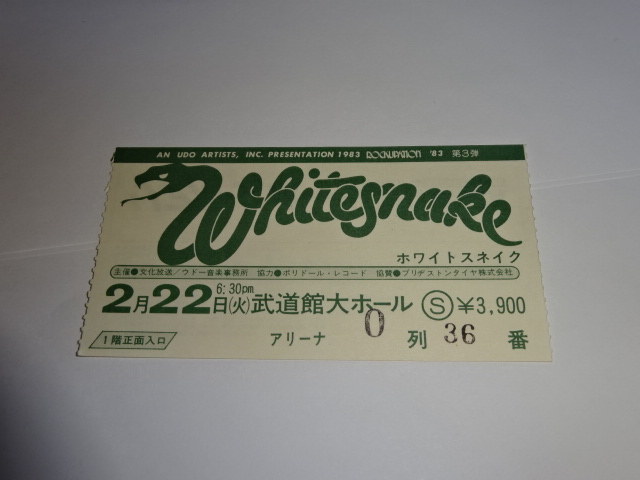 AN UDO ARTISTS, INC. PRESENTATION 1983 ROCKUPATION '83 第3弾
Whitesnake
ホワイトスネイク
主催●文化放送/ウドー音楽事務所 協力●ポリドール・レコード 協賛●ブリヂストンタイヤ株式会社
2月22日(火) 6:30pm 武道館大ホール Ⓢ ¥3,900
1階正面入口 アリーナ O 列 36 番